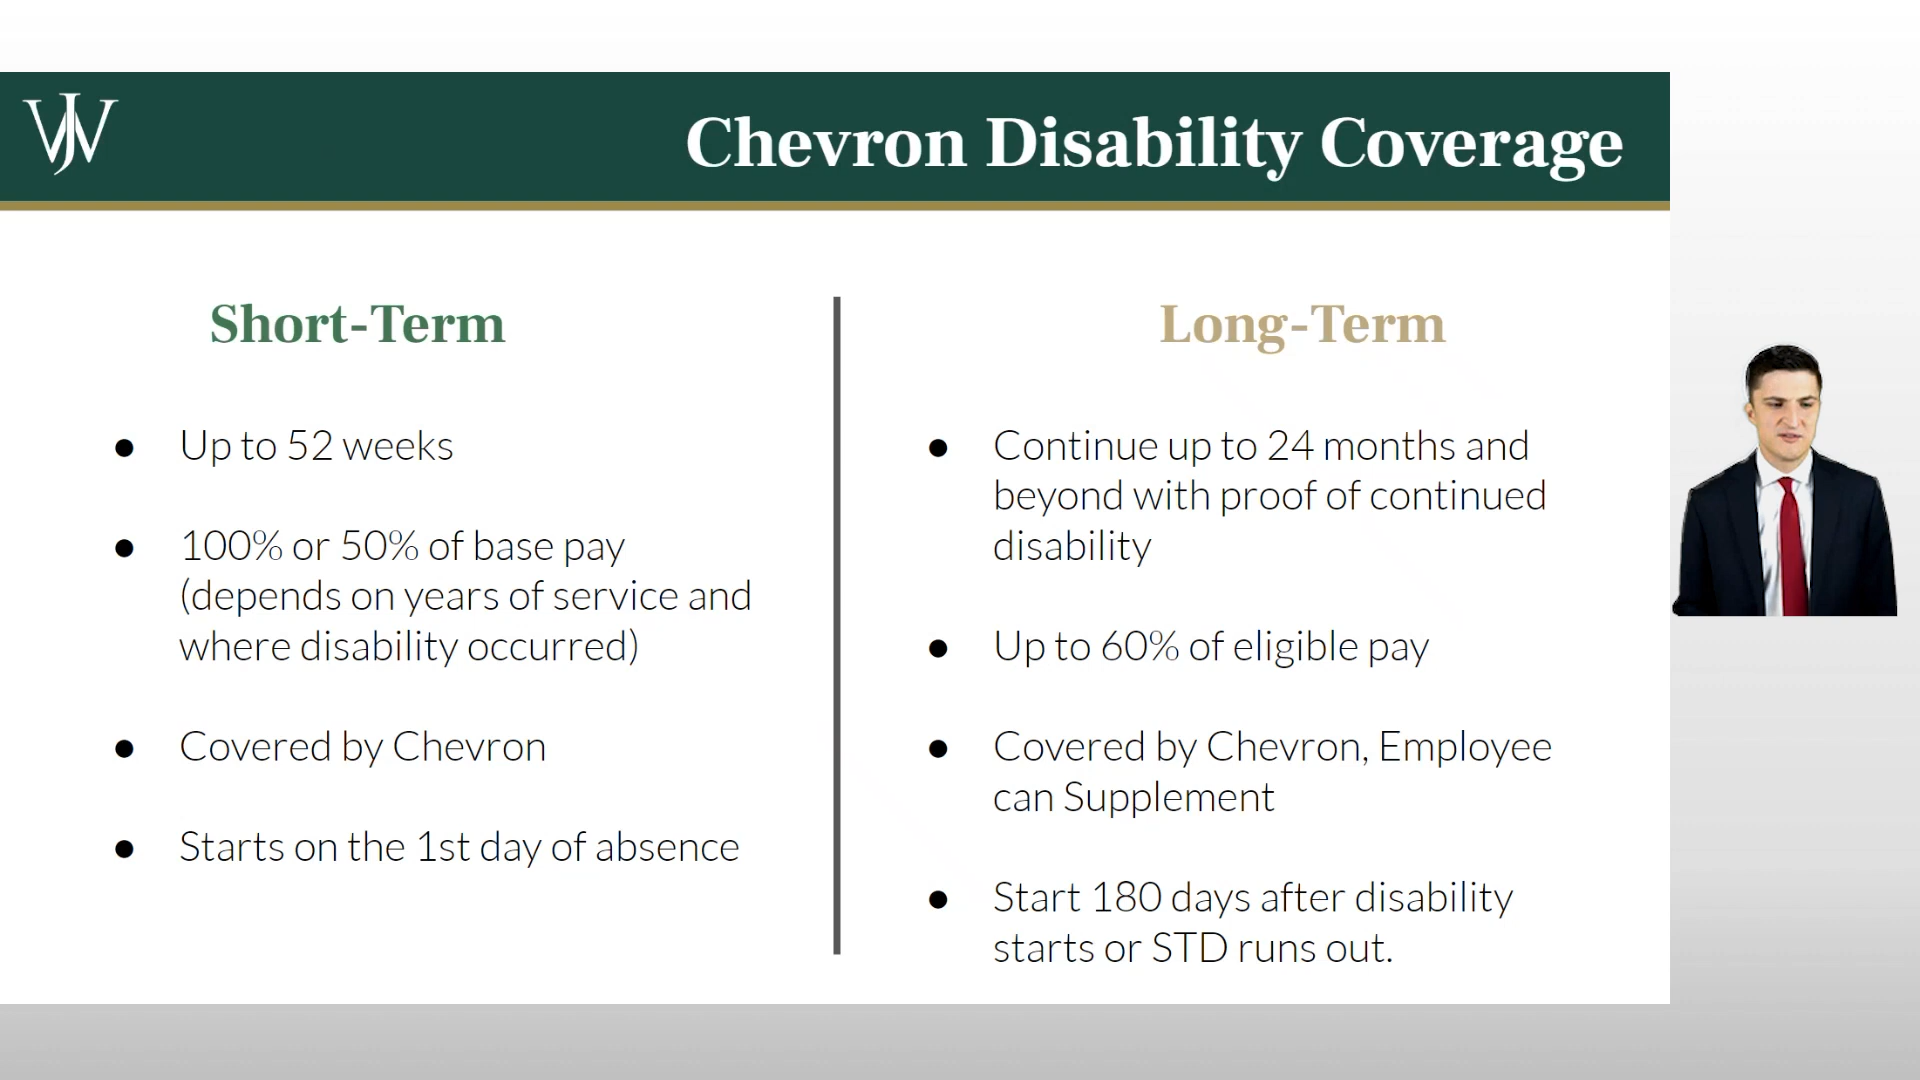 WJ
Chevron Disability Coverage
Short-Term
● Up to 52 weeks
● 100% or 50% of base pay
(depends on years of service and
where disability occurred)
● Covered by Chevron
● Starts on the 1st day of absence
Long-Term
● Continue up to 24 months and
beyond with proof of continued
disability
● Up to 60% of eligible pay
● Covered by Chevron, Employee
can Supplement
● Start 180 days after disability
starts or STD runs out.